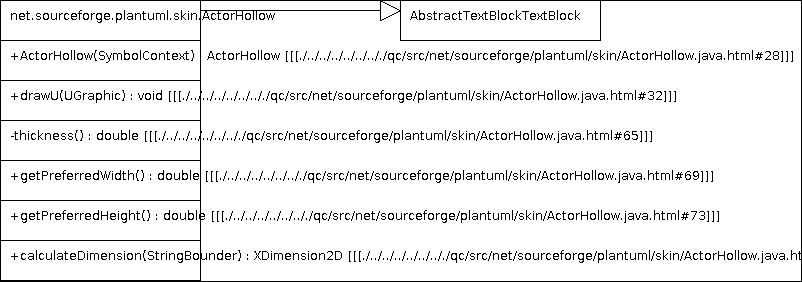 net.sourceforge.plantuml.skin.ActorHollow
AbstractTextBlockTextBlock
+ActorHollow(SymbolContext) ActorHollow [[[./../../../../../../qc/src/net/sourceforge/plantuml/skin/ActorHollow.java.html#28]]]
+drawU(UGraphic) : void [[[./../../../../../../qc/src/net/sourceforge/plantuml/skin/ActorHollow.java.html#32]]]
-thickness() : double [[[./../../../../../../qc/src/net/sourceforge/plantuml/skin/ActorHollow.java.html#65]]]
+getPreferredWidth() : double [[[./../../../../../../qc/src/net/sourceforge/plantuml/skin/ActorHollow.java.html#69]]]
+getPreferredHeight() : double [[[./../../../../../../qc/src/net/sourceforge/plantuml/skin/ActorHollow.java.html#73]]]
+calculateDimension(StringBounder) : XDimension2D [[[./../../../../../../qc/src/net/sourceforge/plantuml/skin/ActorHollow.java.ht